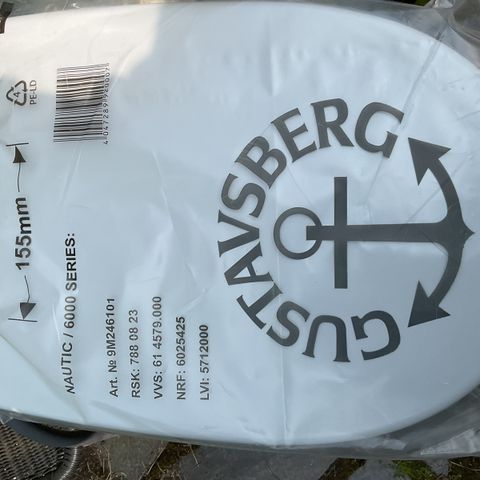 GUSTAVSBERG
4
PE-LD
155mm
NAUTIC / 6000 SERIES:
Art. № 9M246101
RSK: 788 08 23
VVS: 61 4579.000
NRF: 6025425
LVI: 5712000